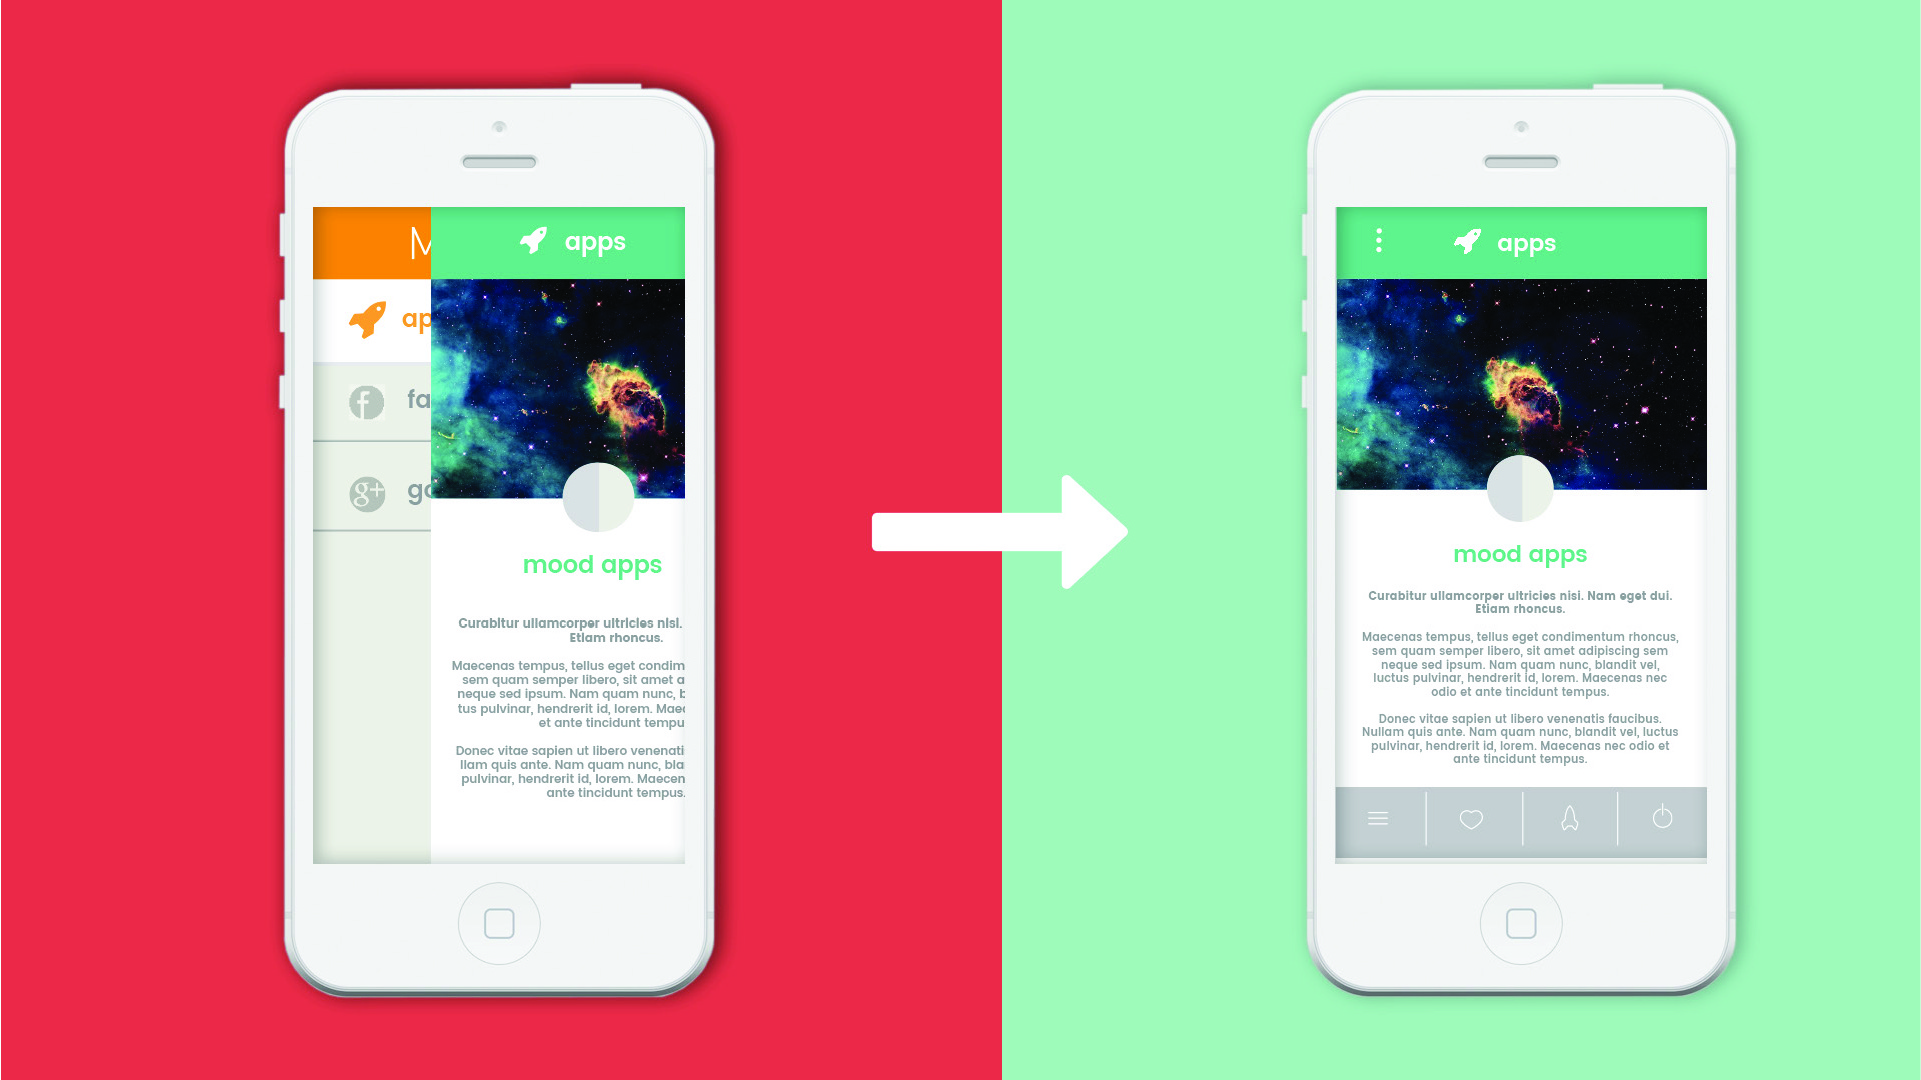 M
apps
ap
fa
g+
go
mood apps
Curabitur ullamcorper ultricies nisi.
Etiam rhoncus.
Maecenas tempus, tellus eget condim
sem quam semper libero, sit amet a
neque sed ipsum. Nam quam nunc, b
tus pulvinar, hendrerit id, lorem. Maec
et ante tincidunt tempu
Donec vitae sapien ut libero venenati
llam quis ante. Nam quam nunc, bla
pulvinar, hendrerit id, lorem. Maecen
ante tincidunt tempus.
apps
mood apps
Curabitur ullamcorper ultricies nisi. Nam eget dui.
Etiam rhoncus.
Maecenas tempus, tellus eget condimentum rhoncus,
sem quam semper libero, sit amet adipiscing sem
neque sed ipsum. Nam quam nunc, blandit vel,
luctus pulvinar, hendrerit id, lorem. Maecenas nec
odio et ante tincidunt tempus.
Donec vitae sapien ut libero venenatis faucibus.
Nullam quis ante. Nam quam nunc, blandit vel, luctus
pulvinar, hendrerit id, lorem. Maecenas nec odio et
ante tincidunt tempus.